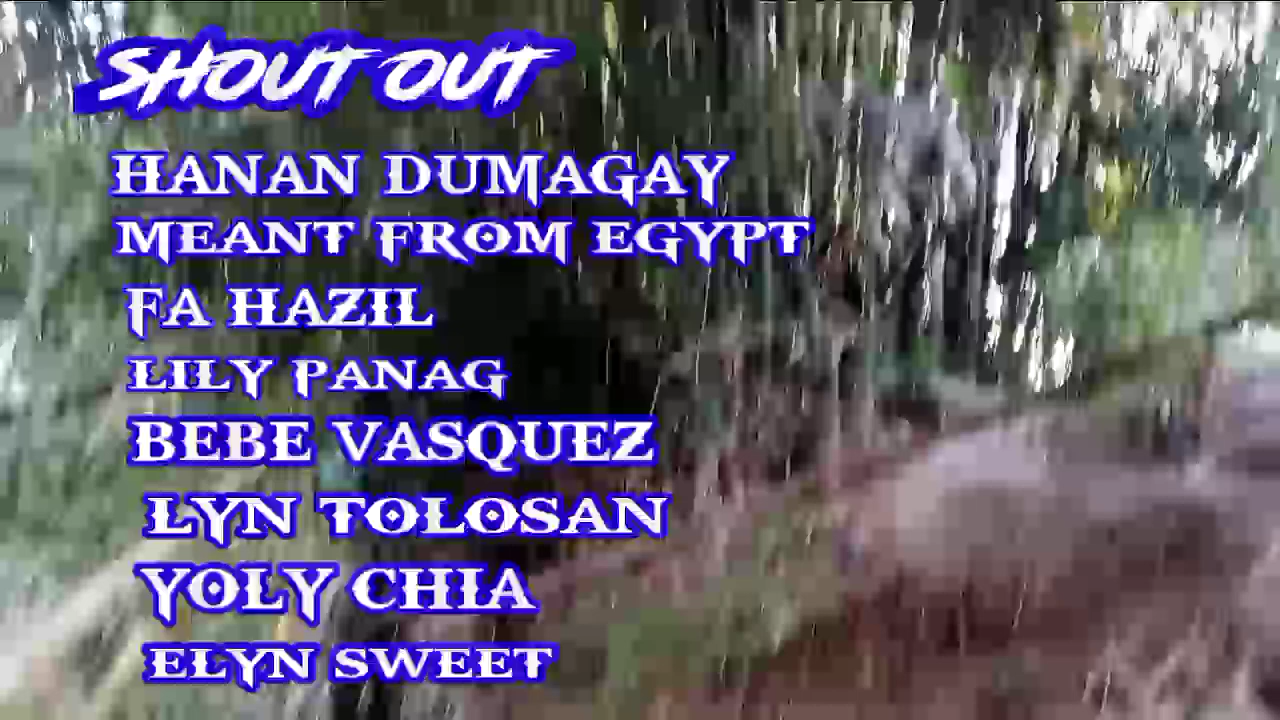 SHOUT OUT
HANAN DUMAGAY
MEANT FROM EGYPT
FA HAZIL
LILY PANAG
BEBE VASQUEZ
LYN TOLOSAN
YOLY CHIA
ELYN SWEET